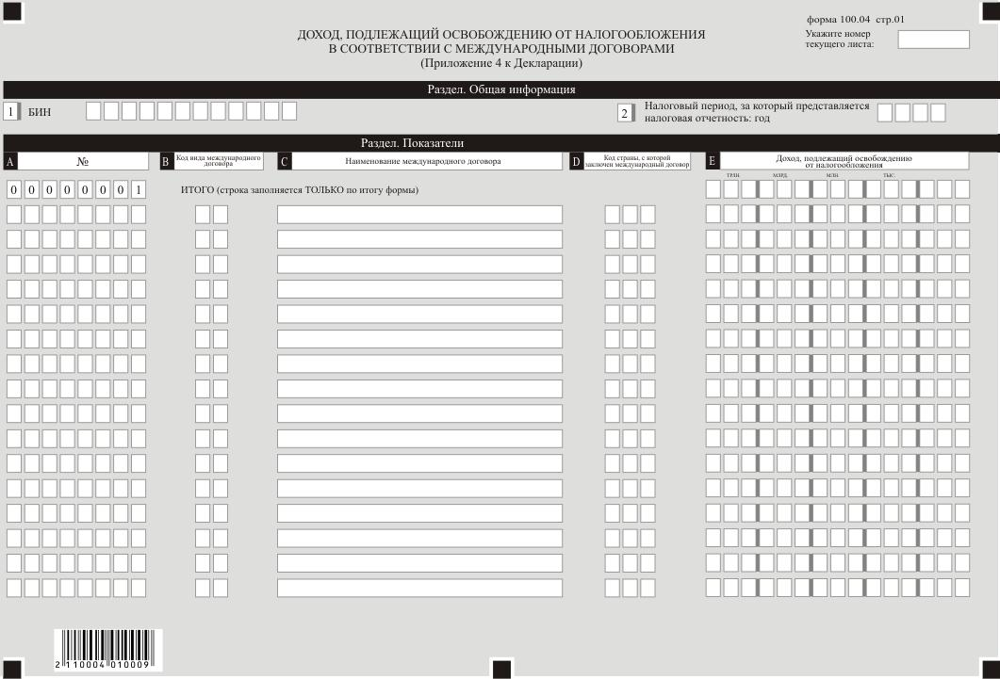 форма 100.04 стр.01
ДОХОД, ПОДЛЕЖАЩИЙ ОСВОБОЖДЕНИЮ ОТ НАЛОГООБЛОЖЕНИЯ
В СООТВЕТСТВИИ С МЕЖДУНАРОДНЫМИ ДОГОВОРАМИ
(Приложение 4 к Декларации)
Укажите номер
текущего листа:
Раздел. Общая информация
1 БИН
2 Налоговый период, за который представляется
налоговая отчетность: год
Раздел. Показатели
A №
B Код вида международного
договора
C Наименование международного договора
D Код страны, с которой
заключен международный договор
E Доход, подлежащий освобождению
от налогообложения
ТРЛН. МЛРД. МЛН. ТЫС.
0 0 0 0 0 0 0 1 ИТОГО (строка заполняется ТОЛЬКО по итогу формы)
2 110004 010009